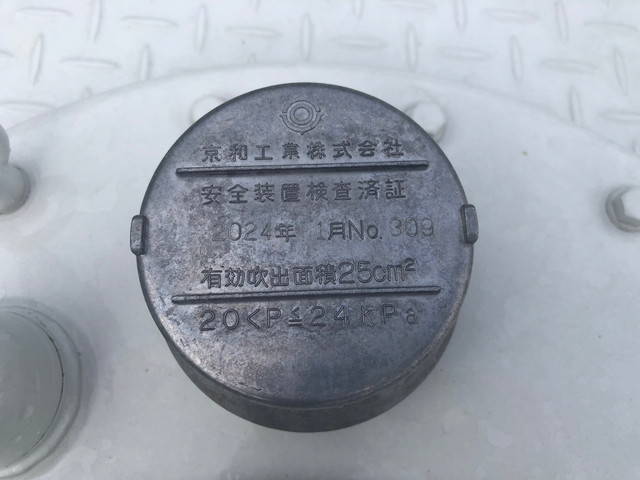 京和工業株式会社
安全装置検査済証
2024年 1月No.309
有効吹出面積25cm²
20<P≦24kPa